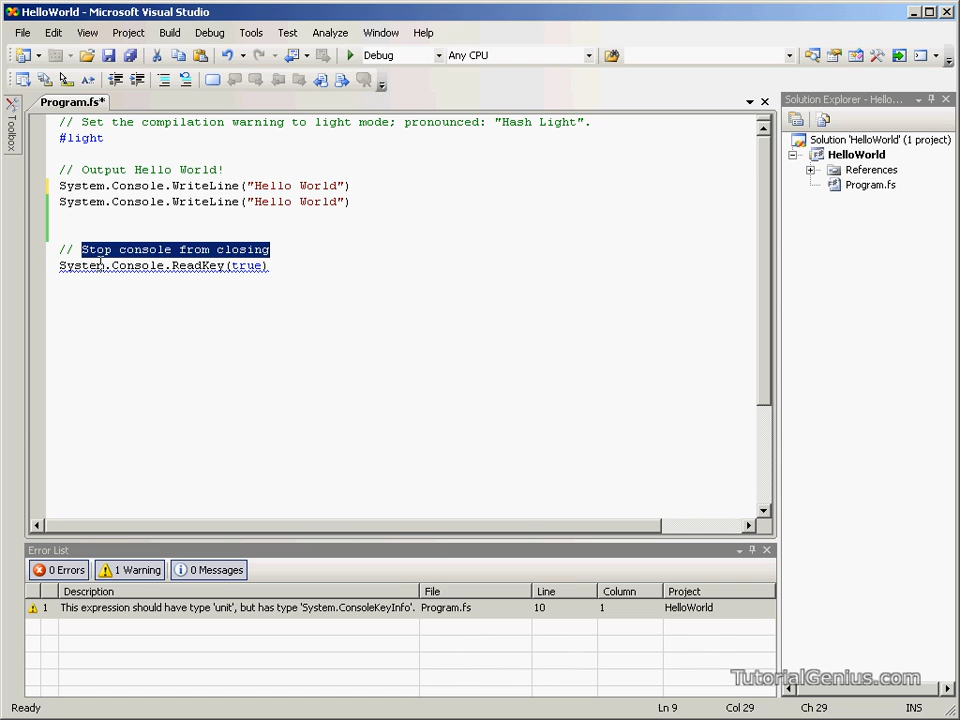 HelloWorld - Microsoft Visual Studio
File Edit View Project Build Debug Tools Test Analyze Window Help
Debug Any CPU
Program.fs*
Toolbox
// Set the compilation warning to light mode; pronounced: "Hash Light".
#light
// Output Hello World!
System.Console.WriteLine("Hello World")
System.Console.WriteLine("Hello World")
// Stop console from closing
System.Console.ReadKey(true)
Solution Explorer - Hello...
Solution 'HelloWorld' (1 project)
HelloWorld
References
Program.fs
Error List
0 Errors 1 Warning 0 Messages
Description File Line Column Project
1 This expression should have type 'unit', but has type 'System.ConsoleKeyInfo'. Program.fs 10 1 HelloWorld
TutorialGenius.com
Ready Ln 9 Col 29 Ch 29 INS